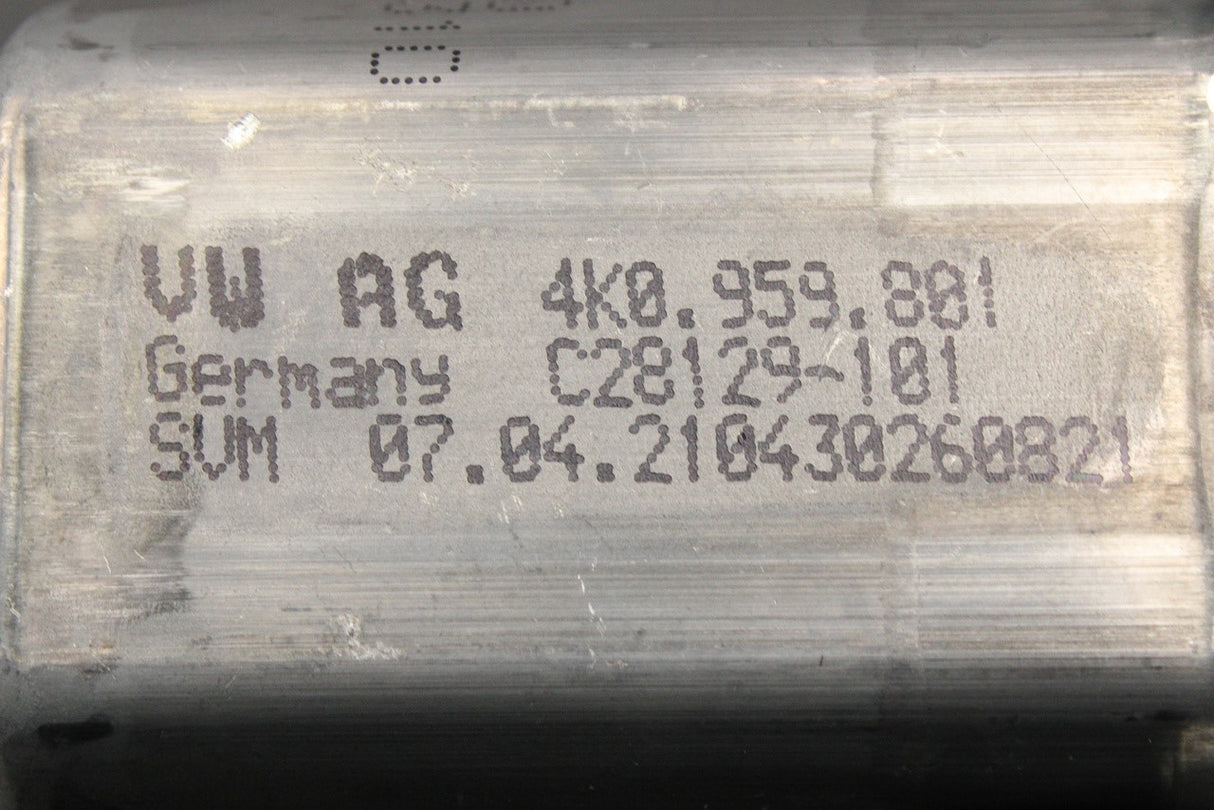 VW AG 4K0.959.801
Germany C28129-101
SVM 07.04.210430260821